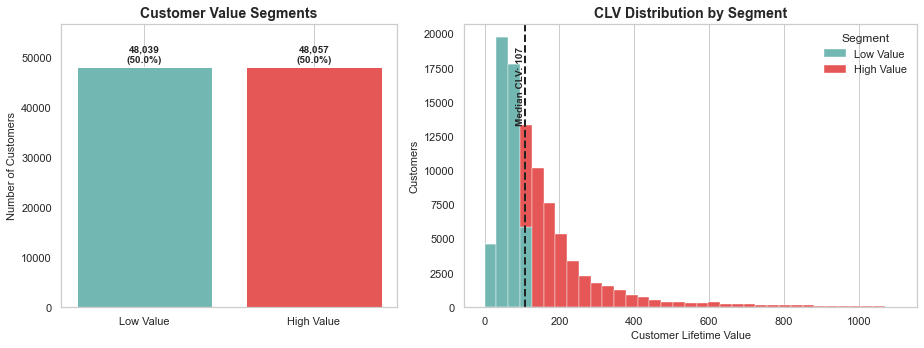 Customer Value Segments
Number of Customers
50000
40000
30000
20000
10000
0
48,039
(50.0%)
48,057
(50.0%)
Low Value
High Value
CLV Distribution by Segment
Customers
20000
17500
15000
12500
10000
7500
5000
2500
0
Median CLV: 107
Segment
Low Value
High Value
0
200
400
600
800
1000
Customer Lifetime Value